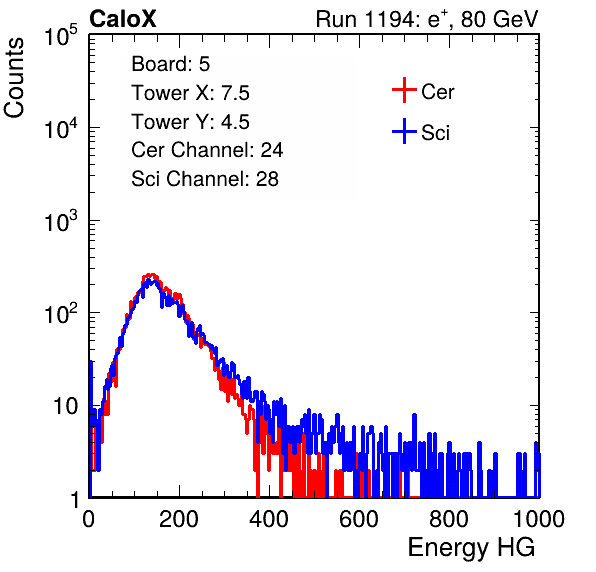 CaloX Run 1194: e⁺, 80 GeV
Counts
Board: 5
Tower X: 7.5
Tower Y: 4.5
Cer Channel: 24
Sci Channel: 28
Cer
Sci
10⁵
10⁴
10³
10²
10
1
0 200 400 600 800 1000
Energy HG